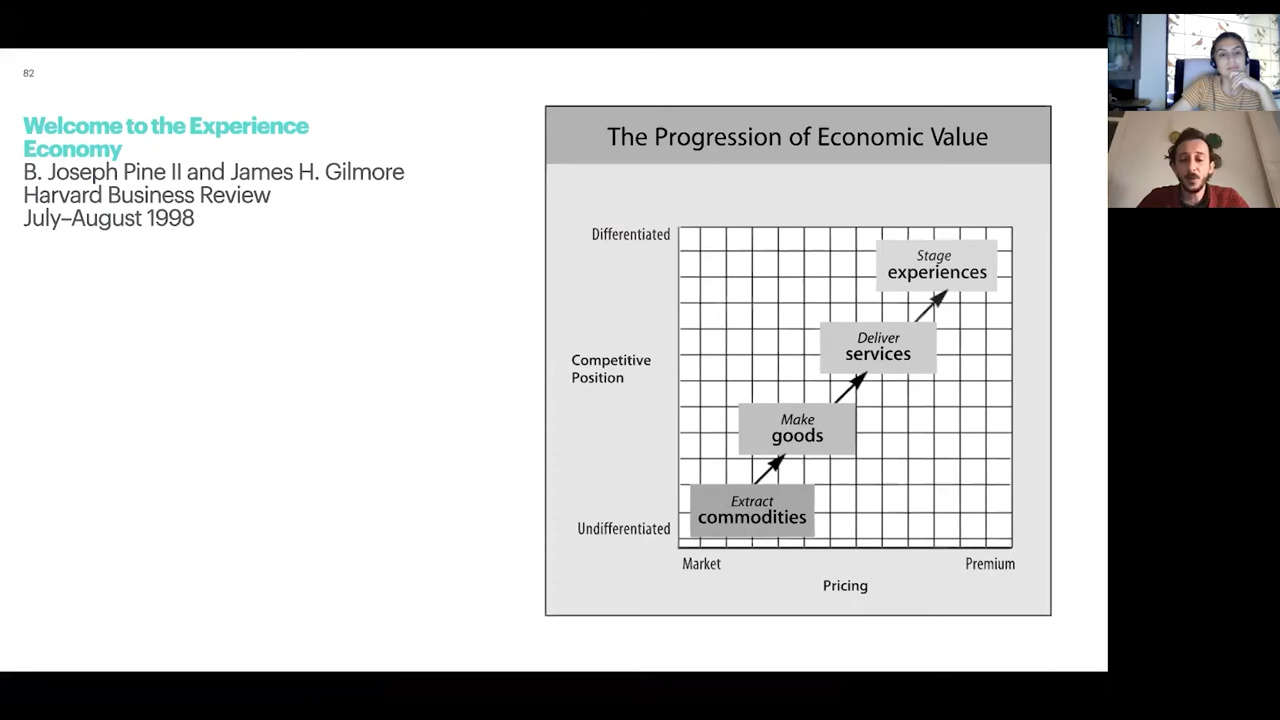 82
Welcome to the Experience
Economy
B. Joseph Pine II and James H. Gilmore
Harvard Business Review
July–August 1998
The Progression of Economic Value
Differentiated
Stage
experiences
Deliver
services
Competitive
Position
Make
goods
Extract
commodities
Undifferentiated
Market
Premium
Pricing